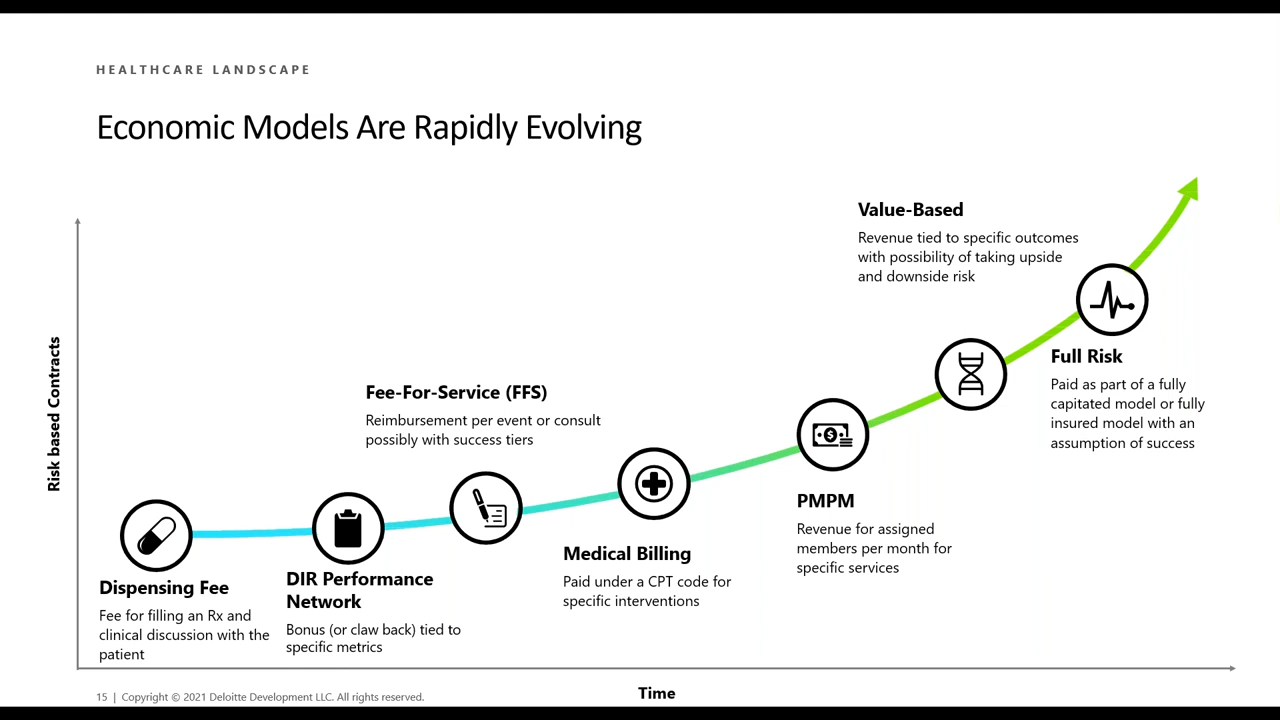 HEALTHCARE LANDSCAPE
Economic Models Are Rapidly Evolving
Risk based Contracts
Dispensing Fee
Fee for filling an Rx and
clinical discussion with the
patient
DIR Performance
Network
Bonus (or claw back) tied to
specific metrics
Fee-For-Service (FFS)
Reimbursement per event or consult
possibly with success tiers
Medical Billing
Paid under a CPT code for
specific interventions
PMPM
Revenue for assigned
members per month for
specific services
Value-Based
Revenue tied to specific outcomes
with possibility of taking upside
and downside risk
Full Risk
Paid as part of a fully
capitated model or fully
insured model with an
assumption of success
$
Time
15 | Copyright © 2021 Deloitte Development LLC. All rights reserved.